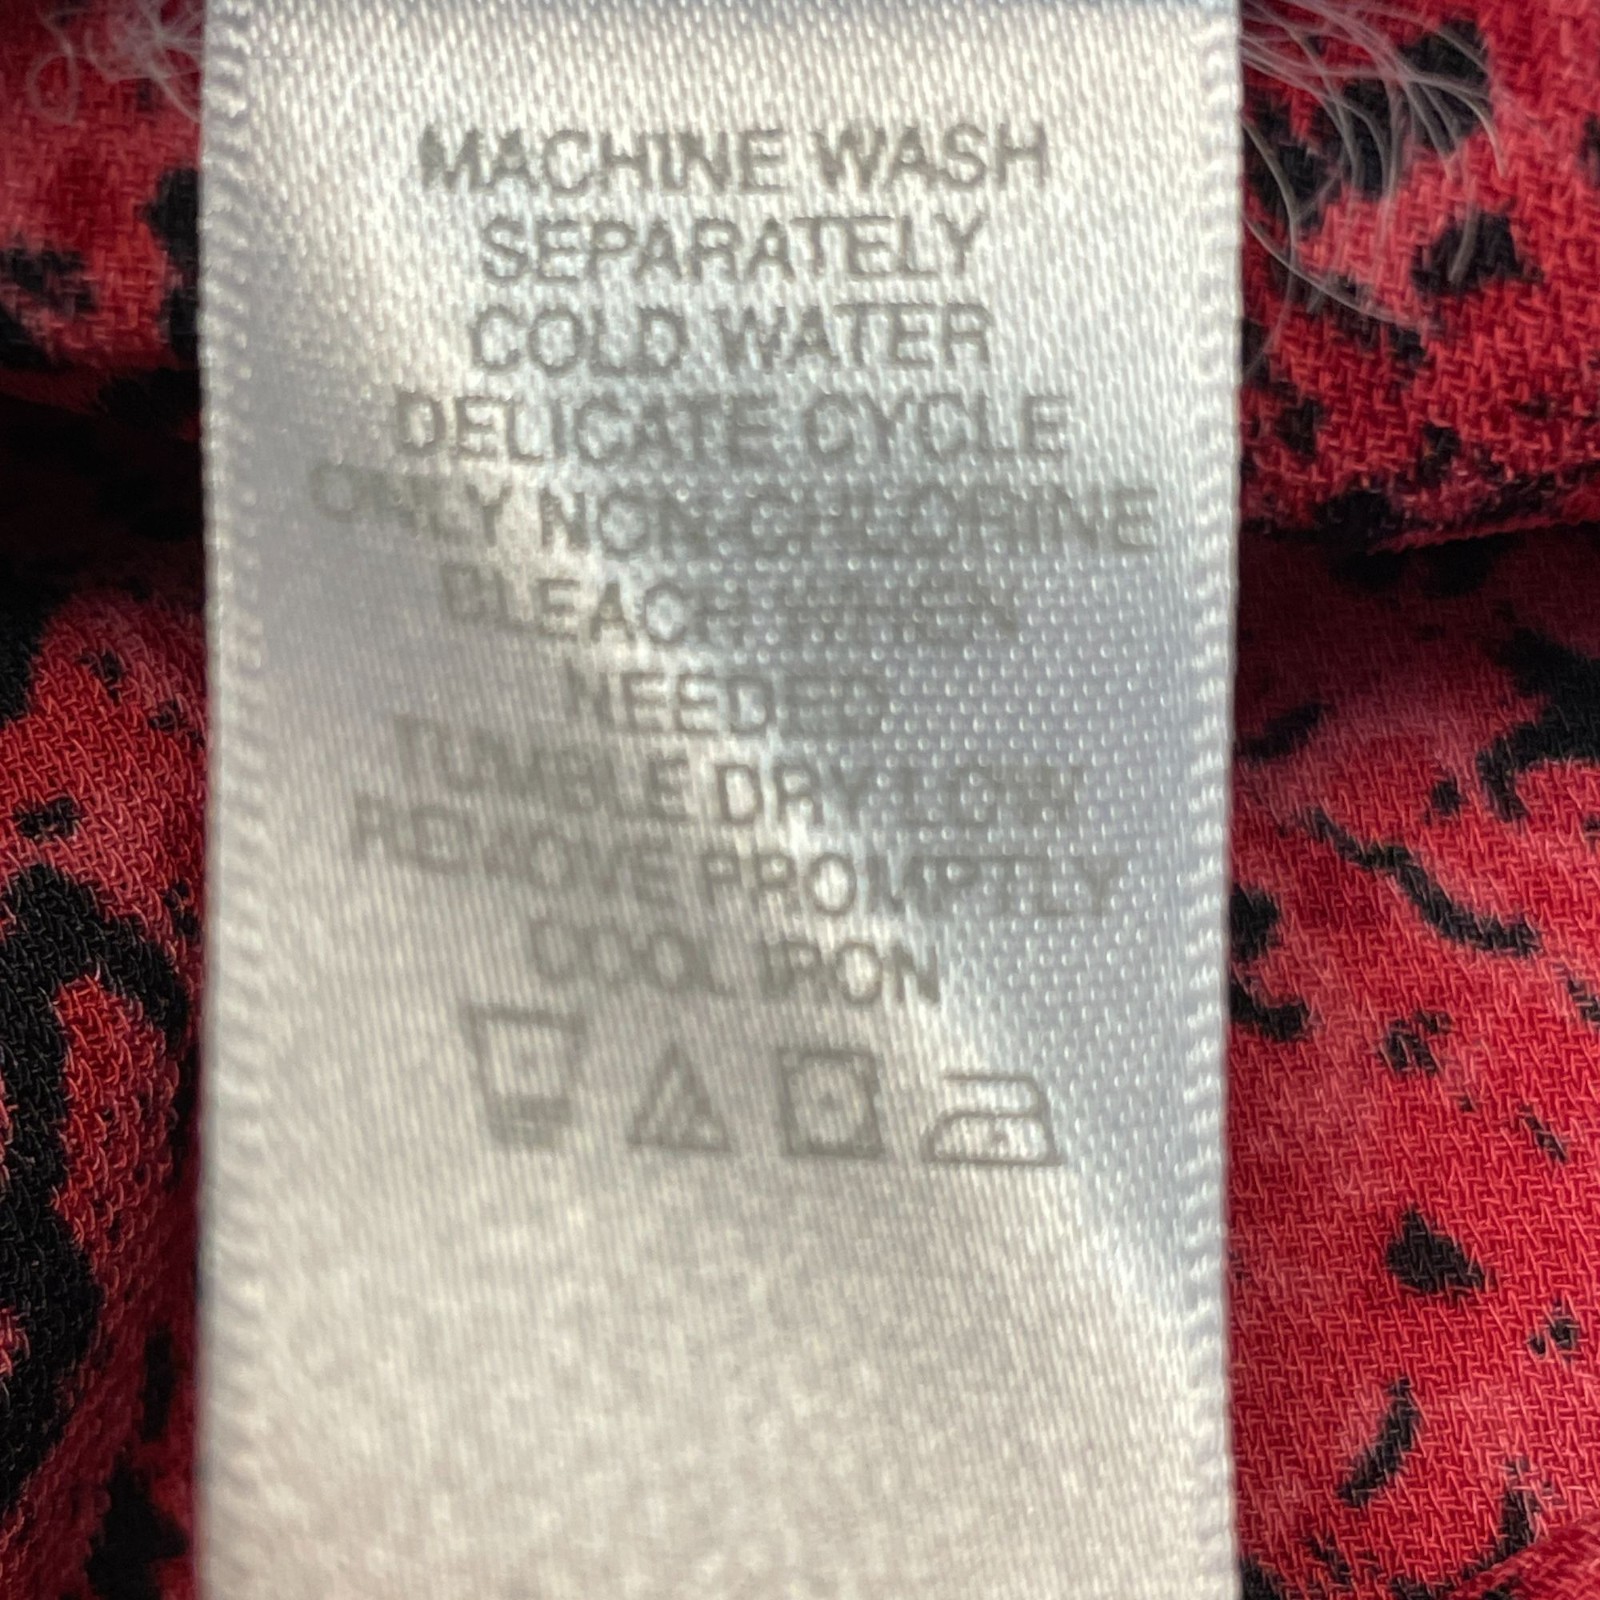 MACHINE WASH
SEPARATELY
COLD WATER
DELICATE CYCLE
ONLY NON CHLORINE
BLEACH WHEN
NEEDED
TUMBLE DRY LOW
REMOVE PROMPTLY
COOL IRON